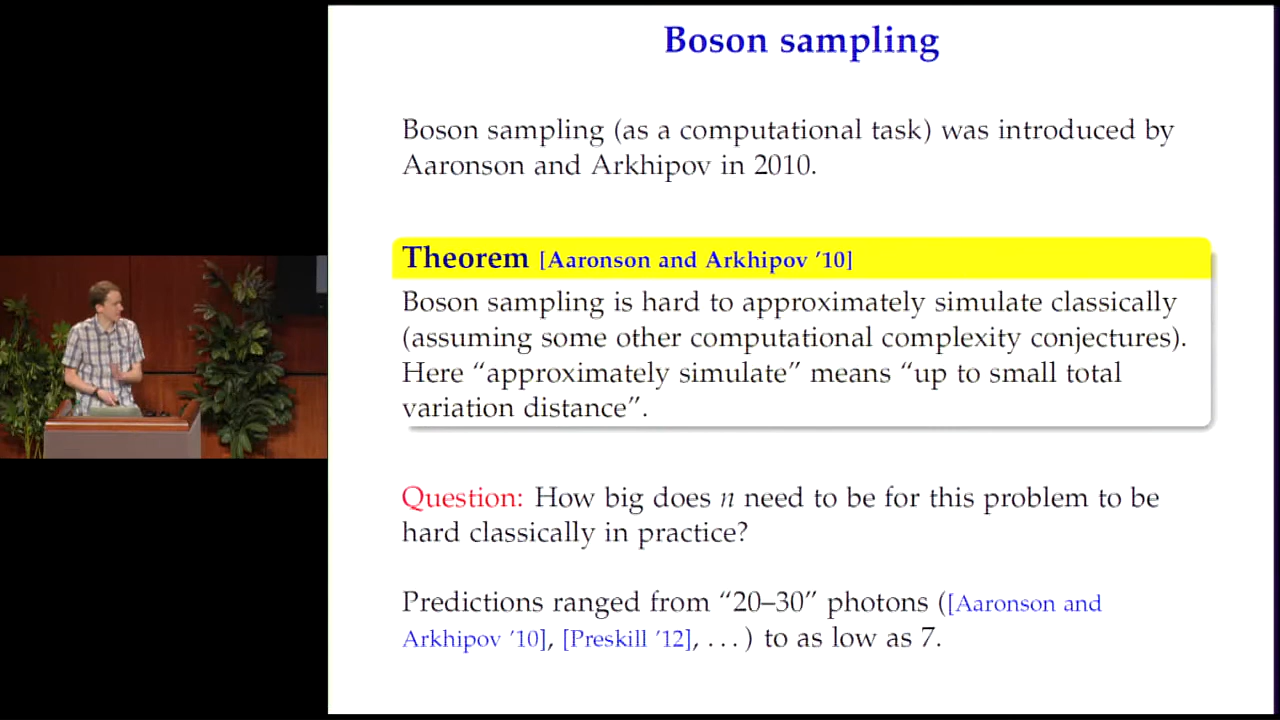 Boson sampling
Boson sampling (as a computational task) was introduced by
Aaronson and Arkhipov in 2010.
Theorem [Aaronson and Arkhipov ’10]
Boson sampling is hard to approximately simulate classically
(assuming some other computational complexity conjectures).
Here “approximately simulate” means “up to small total
variation distance”.
Question: How big does n need to be for this problem to be
hard classically in practice?
Predictions ranged from “20–30” photons ([Aaronson and
Arkhipov ’10], [Preskill ’12], . . . ) to as low as 7.